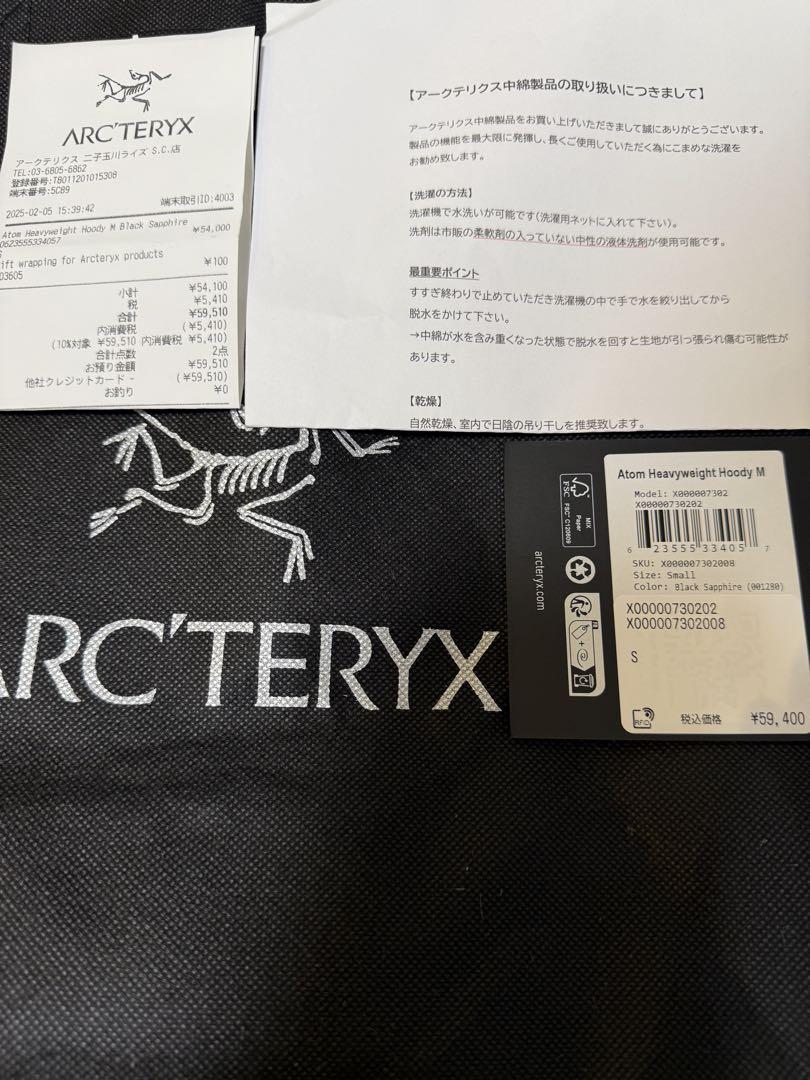 ARC'TERYX
アークテリクス 二子玉川ライズ S.C.店
TEL:03-6805-6862
登録番号:T8011201015308
端末番号:5C89
端末取引ID:4003
2025-02-05 15:39:42
Atom Heavyweight Hoody M Black Sapphire
0623555334057 ¥54,000
S
ift wrapping for Arcteryx products
03605 ¥100
小計 ¥54,100
税 ¥5,410
合計 ¥59,510
内消費税 (¥5,410)
(10%対象 ¥59,510 内消費税 ¥5,410)
合計点数 2点
お預り金額 ¥59,510
他社クレジットカード - (¥59,510)
お釣り ¥0
【アークテリクス中綿製品の取り扱いにつきまして】
アークテリクス中綿製品をお買い上げいただきまして誠にありがとうございます。
製品の機能を最大限に発揮し、長くご使用していただく為にこまめな洗濯を
お勧め致します。
【洗濯の方法】
洗濯機で水洗いが可能です(洗濯用ネットに入れて下さい)。
洗剤は市販の柔軟剤の入っていない中性の液体洗剤が使用可能です。
最重要ポイント
すすぎ終わりで止めていただき洗濯機の中で手で水を絞り出してから
脱水をかけて下さい。
→中綿が水を含み重くなった状態で脱水を回すと生地が引っ張られ傷む可能性が
あります。
【乾燥】
自然乾燥、室内で日陰の吊り干しを推奨致します。
ARC'TERYX
FSC
MIX
Paper
FSC® C120609
arcteryx.com
Atom Heavyweight Hoody M
Model: X000007302
X00000730202
6 23555 33405 7
SKU: X000007302008
Size: Small
Color: Black Sapphire (001280)
X00000730202
X000007302008
S
RFID
税込価格 ¥59,400